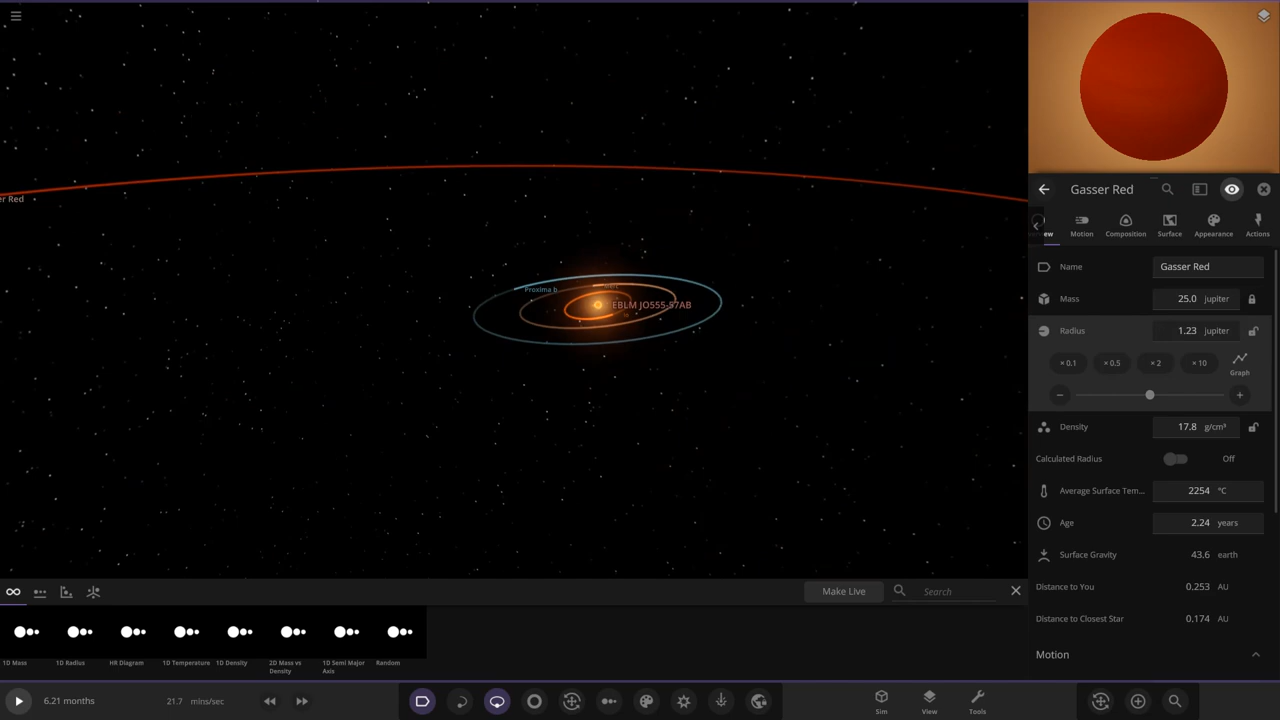 er Red
Proxima b
EBLM JO555-57AB
Gasser Red
Motion
Composition
Surface
Appearance
Actions
Name
Gasser Red
Mass
25.0 jupiter
Radius
1.23 jupiter
× 0.1
× 0.5
× 2
× 10
Graph
Density
17.8 g/cm³
Calculated Radius
Off
Average Surface Tem...
2254 °C
Age
2.24 years
Surface Gravity
43.6 earth
Distance to You
0.253 AU
Distance to Closest Star
0.174 AU
Motion
Make Live
Search
1D Mass
1D Radius
HR Diagram
1D Temperature
1D Density
2D Mass vs
Density
1D Semi Major
Axis
Random
6.21 months
21.7 mins/sec
Sim
View
Tools